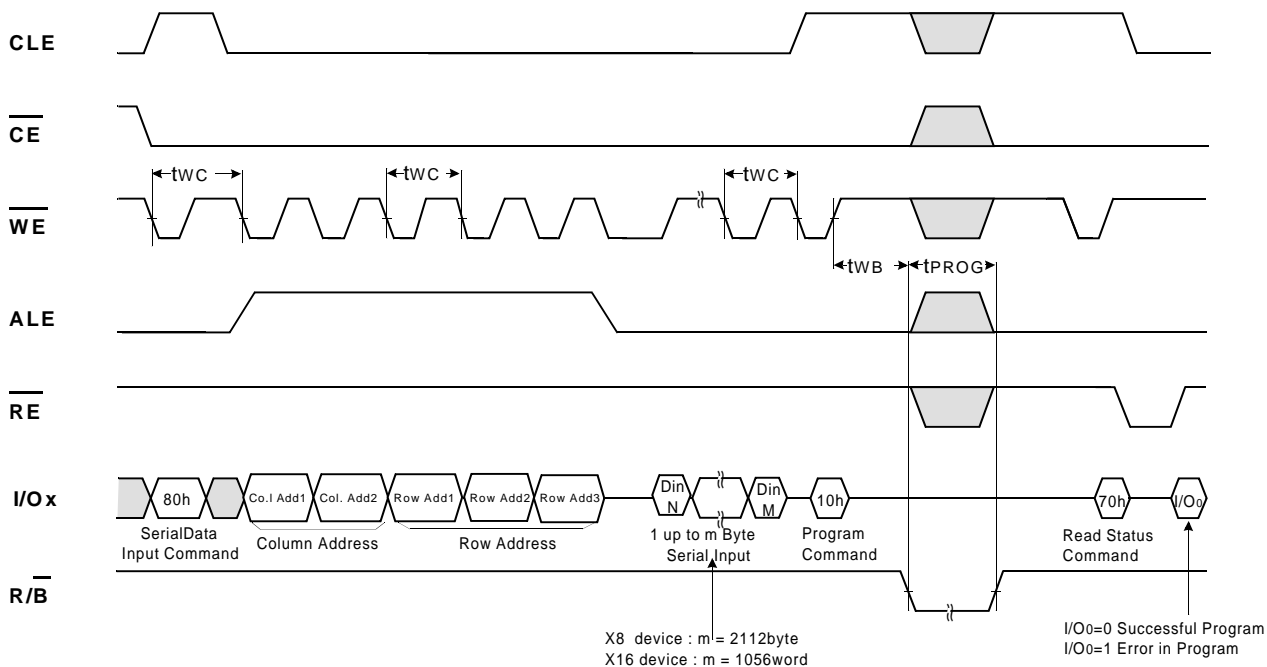 CLE
CE
tWC tWC tWC
WE
tWB tPROG
ALE
RE
I/Ox 80h Co.l Add1 Col. Add2 Row Add1 Row Add2 Row Add3 Din N Din M 10h 70h I/O0
SerialData
Input Command
Column Address
Row Address
1 up to m Byte
Serial Input
Program
Command
Read Status
Command
R/B
X8 device : m = 2112byte
X16 device : m = 1056word
I/O0=0 Successful Program
I/O0=1 Error in Program